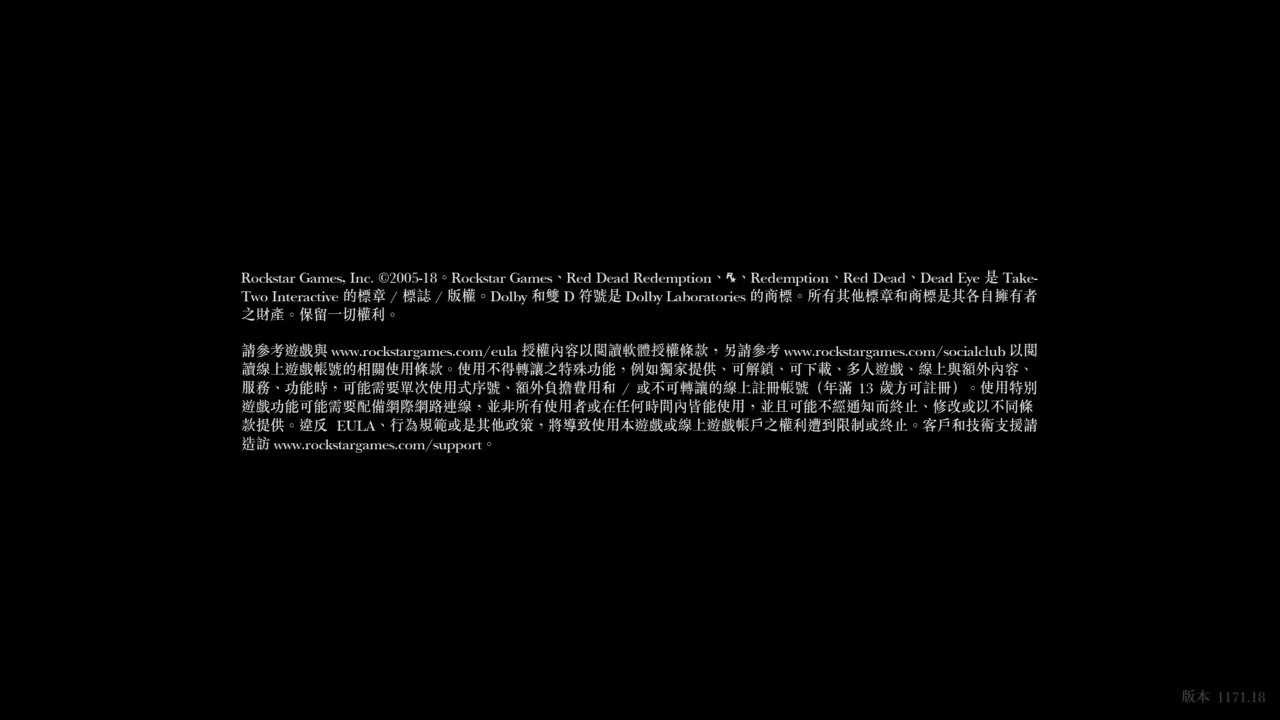 Rockstar Games, Inc. ©2005-18。Rockstar Games、Red Dead Redemption、、Redemption、Red Dead、Dead Eye 是 Take-
Two Interactive 的標章 / 標誌 / 版權。Dolby 和雙 D 符號是 Dolby Laboratories 的商標。所有其他標章和商標是其各自擁有者
之財產。保留一切權利。
請參考遊戲與 www.rockstargames.com/eula 授權內容以閱讀軟體授權條款，另請參考 www.rockstargames.com/socialclub 以閱
讀線上遊戲帳號的相關使用條款。使用不得轉讓之特殊功能，例如獨家提供、可解鎖、可下載、多人遊戲、線上與額外內容、
服務、功能時，可能需要單次使用式序號、額外負擔費用和 / 或不可轉讓的線上註冊帳號（年滿 13 歲方可註冊）。使用特別
遊戲功能可能需要配備網際網路連線，並非所有使用者或在任何時間內皆能使用，並且可能不經通知而終止、修改或以不同條
款提供。違反 EULA、行為規範或是其他政策，將導致使用本遊戲或線上遊戲帳戶之權利遭到限制或終止。客戶和技術支援請
造訪 www.rockstargames.com/support。
版本 1171.18